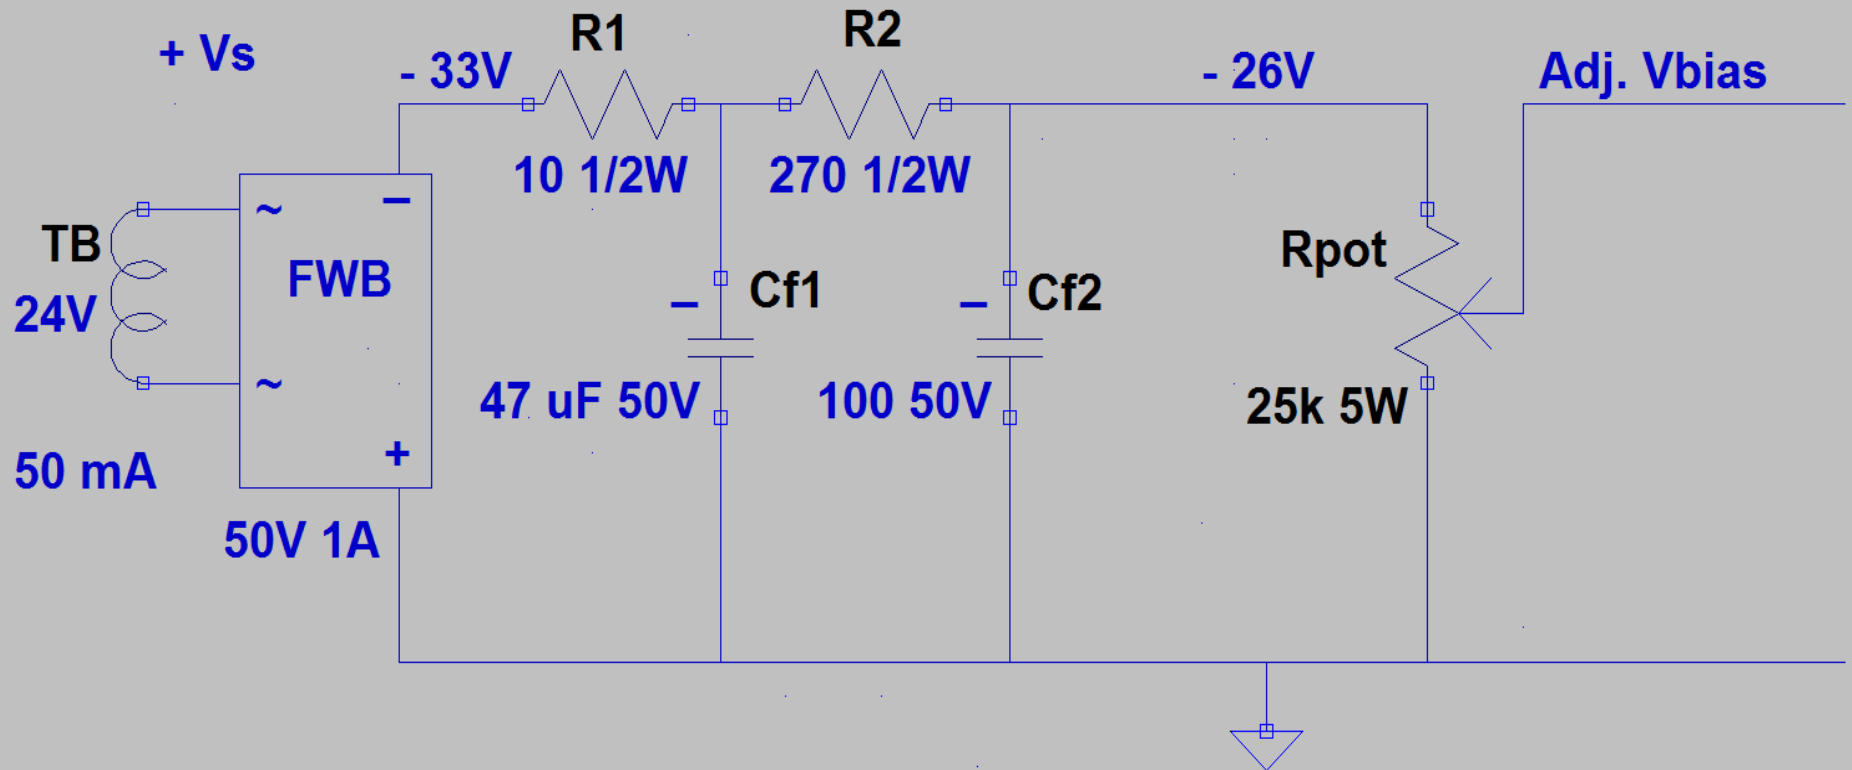 + Vs
- 33V
R1
R2
- 26V
Adj. Vbias
10 1/2W
270 1/2W
TB
24V
50 mA
~
–
FWB
~
+
50V 1A
–
Cf1
47 uF 50V
–
Cf2
100 50V
Rpot
25k 5W